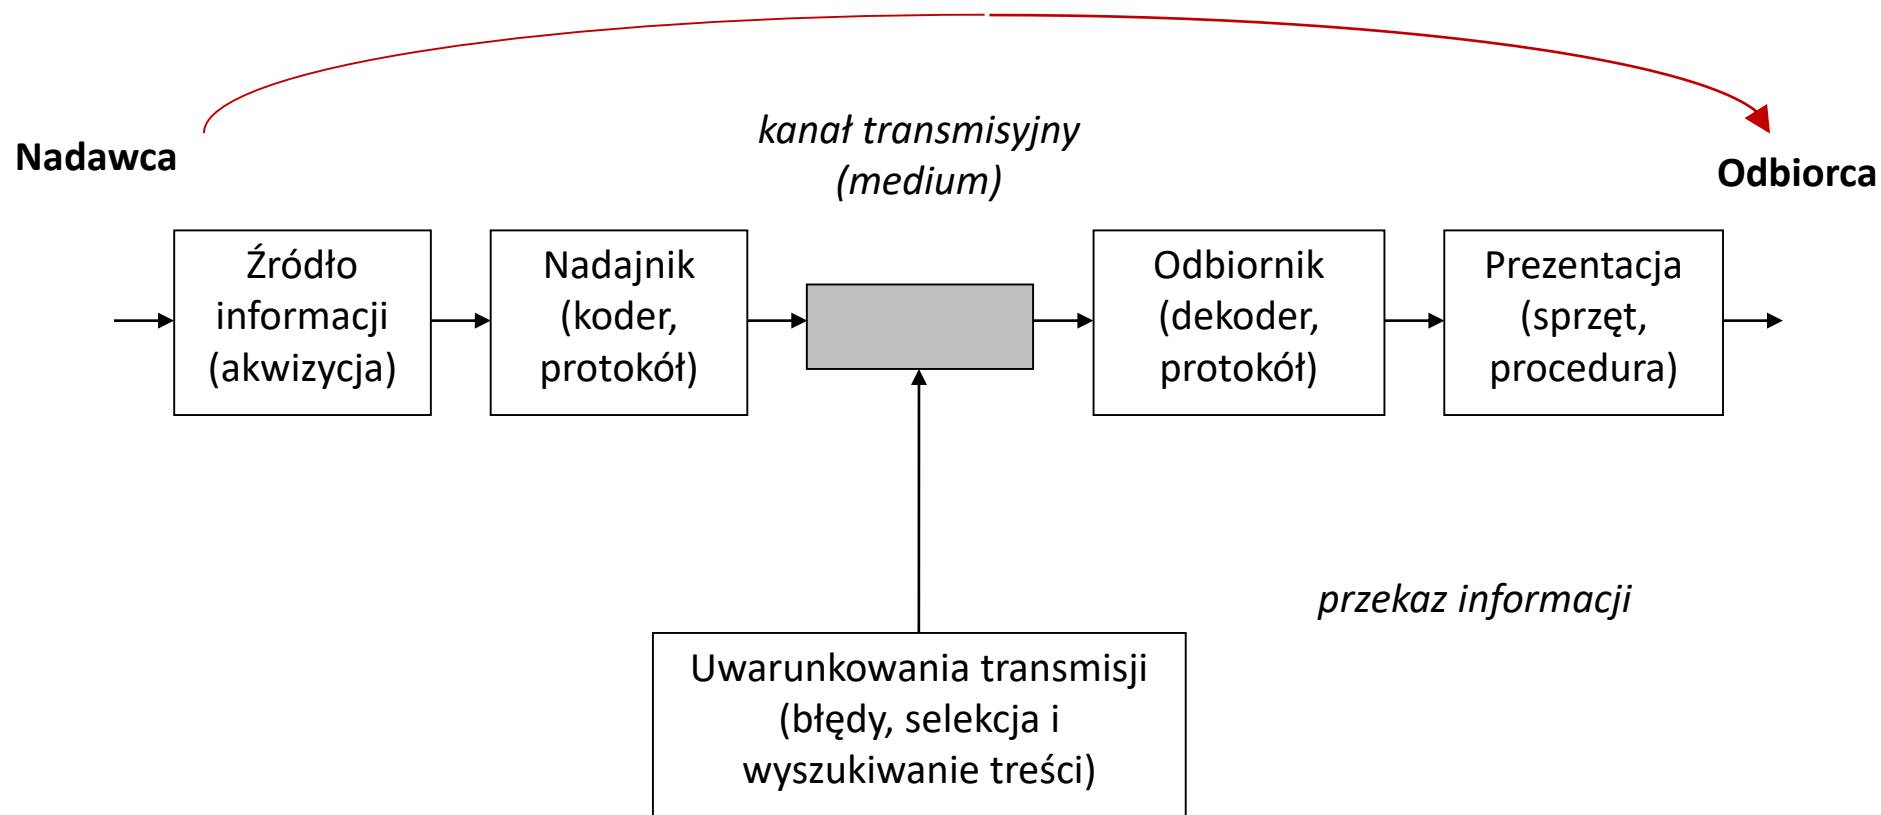 kanał transmisyjny
(medium)
Nadawca
Odbiorca
Źródło
informacji
(akwizycja)
Nadajnik
(koder,
protokół)
Odbiornik
(dekoder,
protokół)
Prezentacja
(sprzęt,
procedura)
przekaz informacji
Uwarunkowania transmisji
(błędy, selekcja i
wyszukiwanie treści)